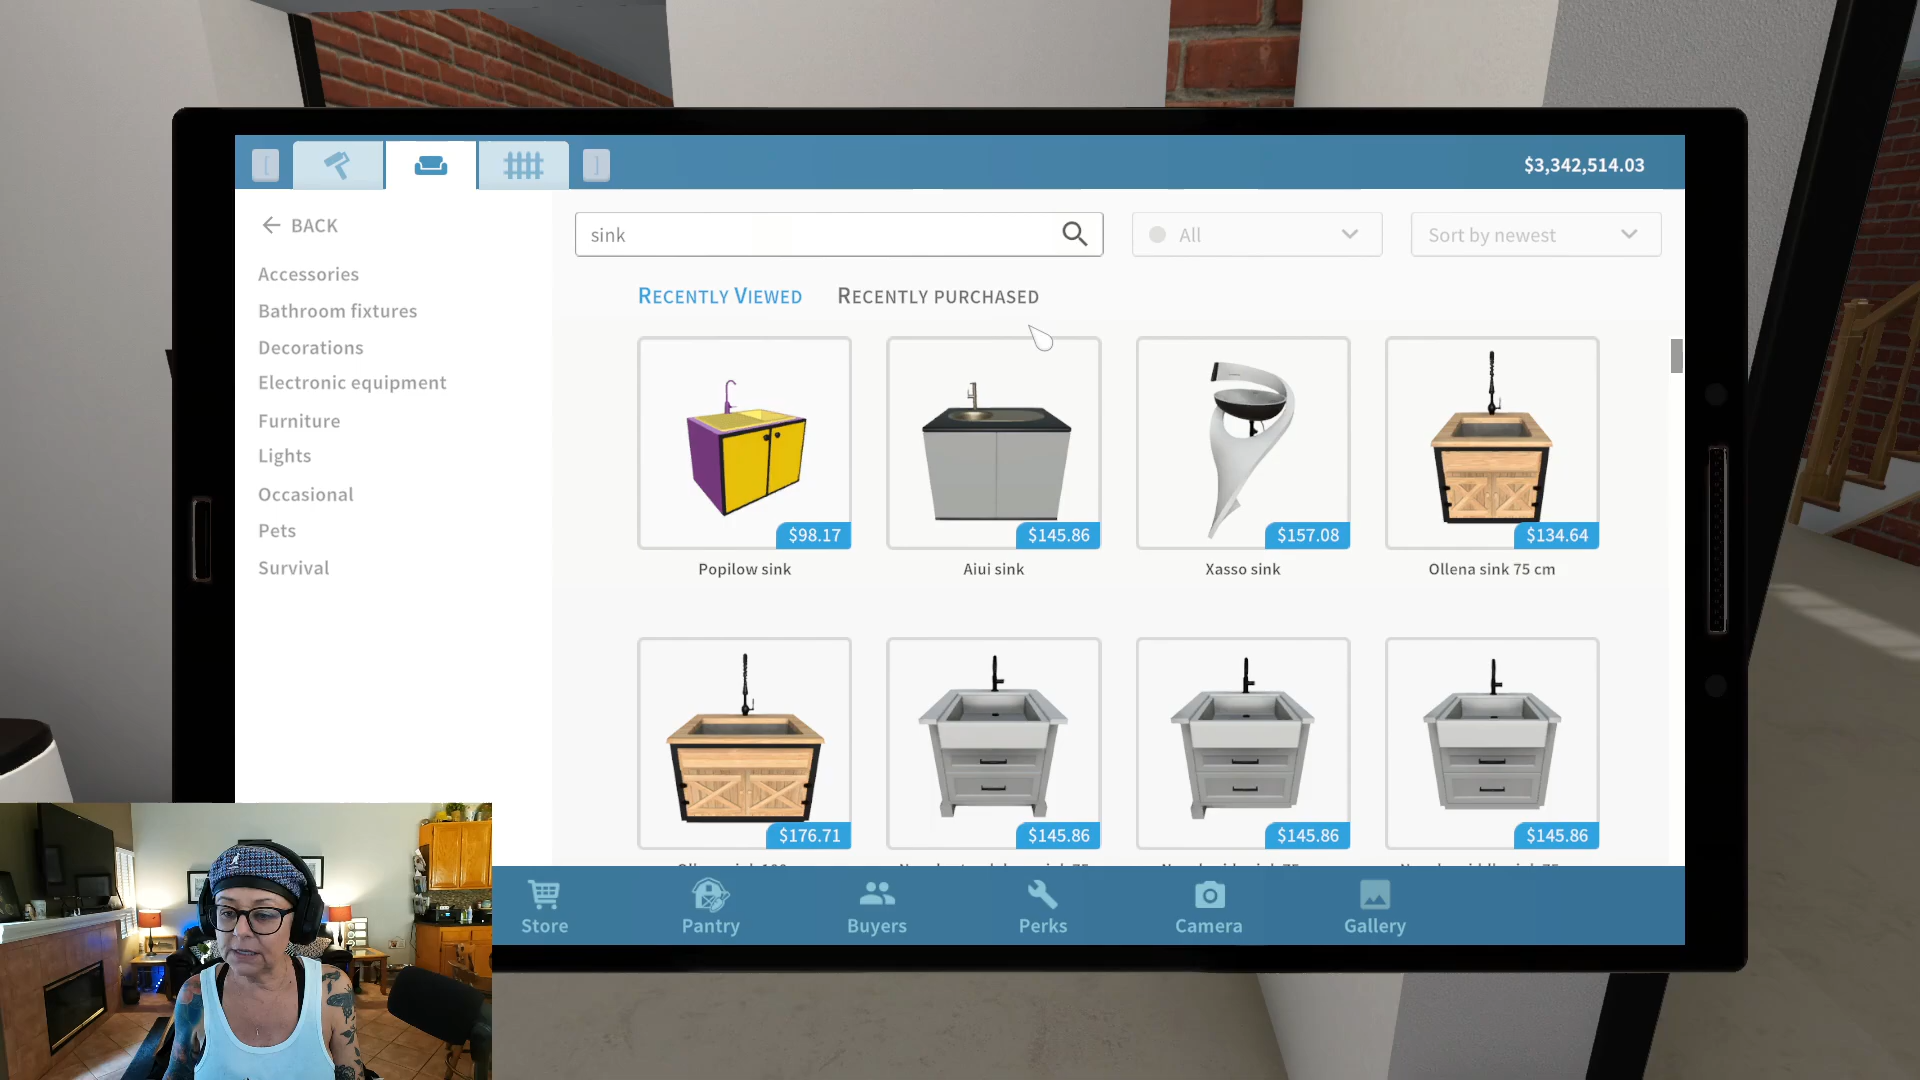 [
]
$3,342,514.03
BACK
Accessories
Bathroom fixtures
Decorations
Electronic equipment
Furniture
Lights
Occasional
Pets
Survival
sink
All
Sort by newest
RECENTLY VIEWED
RECENTLY PURCHASED
$98.17
$145.86
$157.08
$134.64
Popilow sink
Aiui sink
Xasso sink
Ollena sink 75 cm
$176.71
$145.86
$145.86
$145.86
Store
Pantry
Buyers
Perks
Camera
Gallery